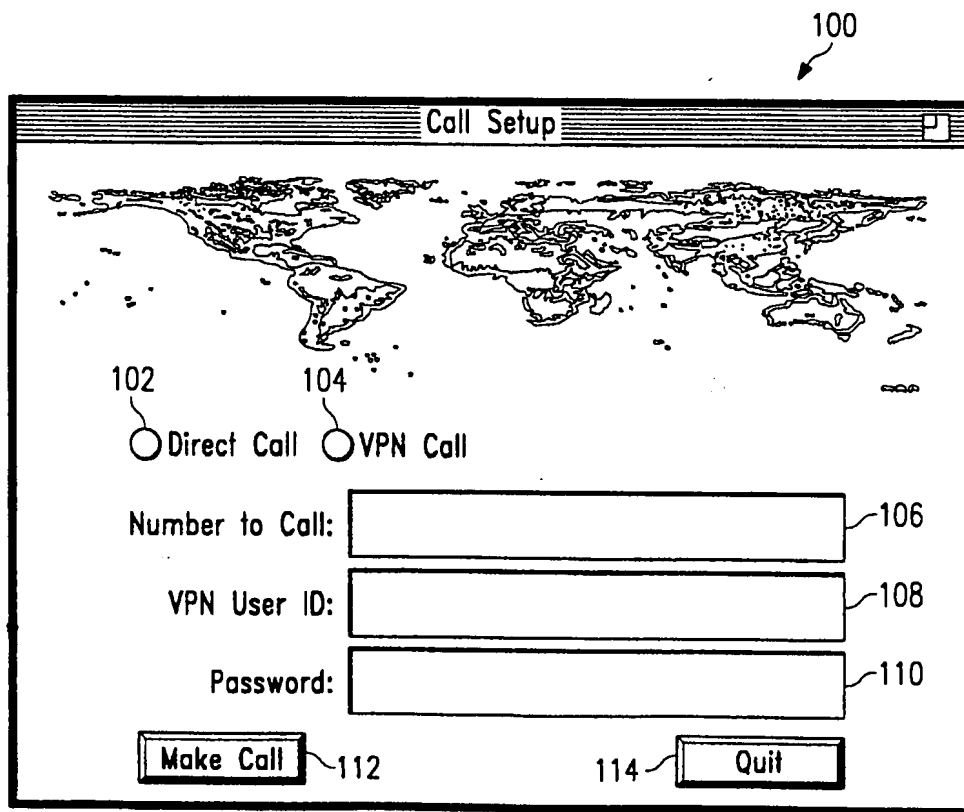 100
Call Setup
102
104
Direct Call
VPN Call
Number to Call:
106
VPN User ID:
108
Password:
110
Make Call
112
114
Quit